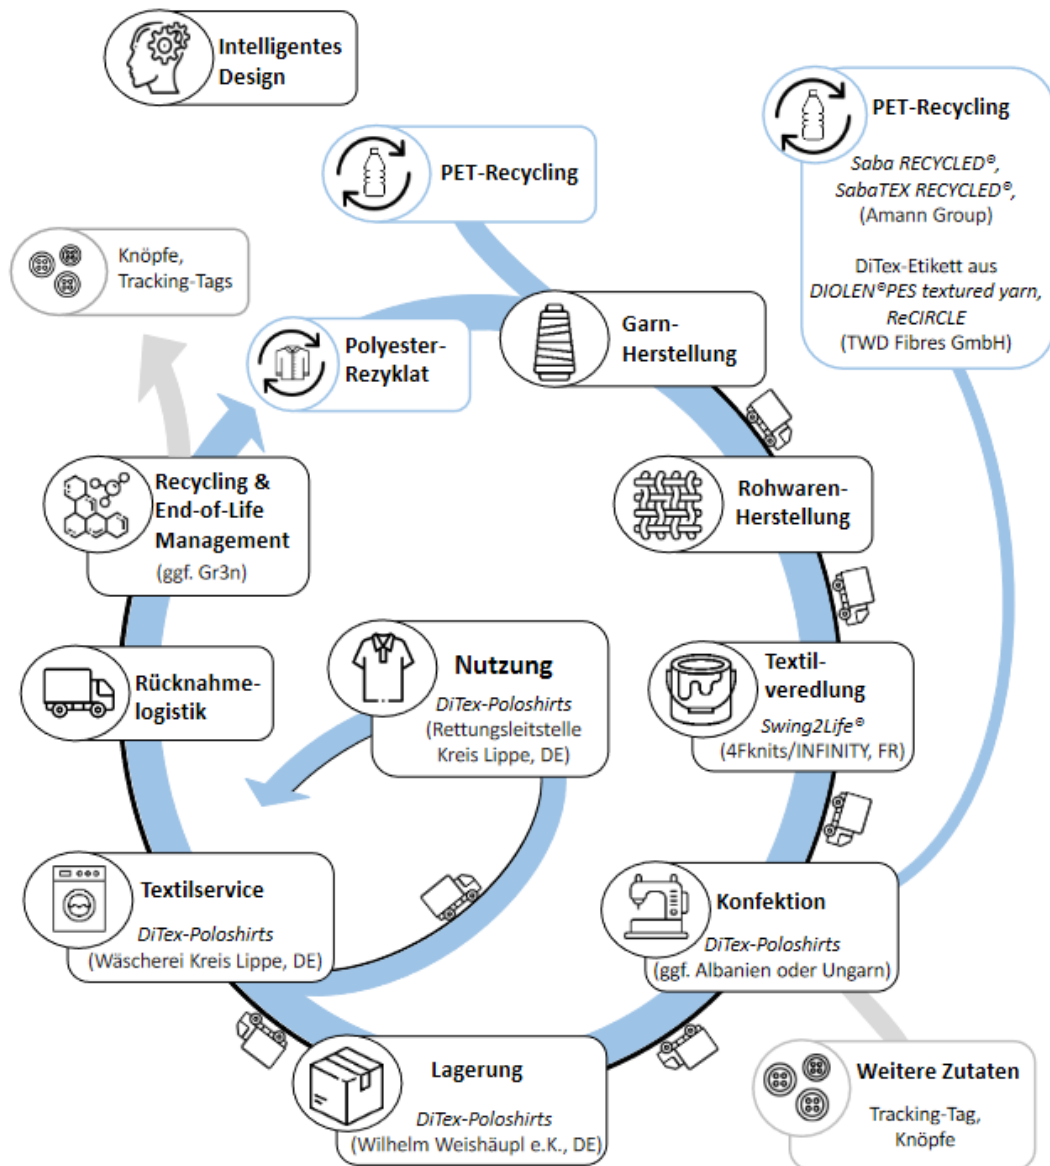 Intelligentes
Design
PET-Recycling
PET-Recycling
Saba RECYCLED®,
SabaTEX RECYCLED®,
(Amann Group)
DiTex-Etikett aus
DIOLEN®PES textured yarn,
ReCIRCLE
(TWD Fibres GmbH)
Knöpfe,
Tracking-Tags
Polyester-
Rezyklat
Garn-
Herstellung
Recycling &
End-of-Life
Management
(ggf. Gr3n)
Rohwaren-
Herstellung
Rücknahme-
logistik
Nutzung
DiTex-Poloshirts
(Rettungsleitstelle
Kreis Lippe, DE)
Textil-
veredlung
Swing2Life®
(4Fknits/INFINITY, FR)
Textilservice
DiTex-Poloshirts
(Wäscherei Kreis Lippe, DE)
Konfektion
DiTex-Poloshirts
(ggf. Albanien oder Ungarn)
Lagerung
DiTex-Poloshirts
(Wilhelm Weishäupl e.K., DE)
Weitere Zutaten
Tracking-Tag,
Knöpfe